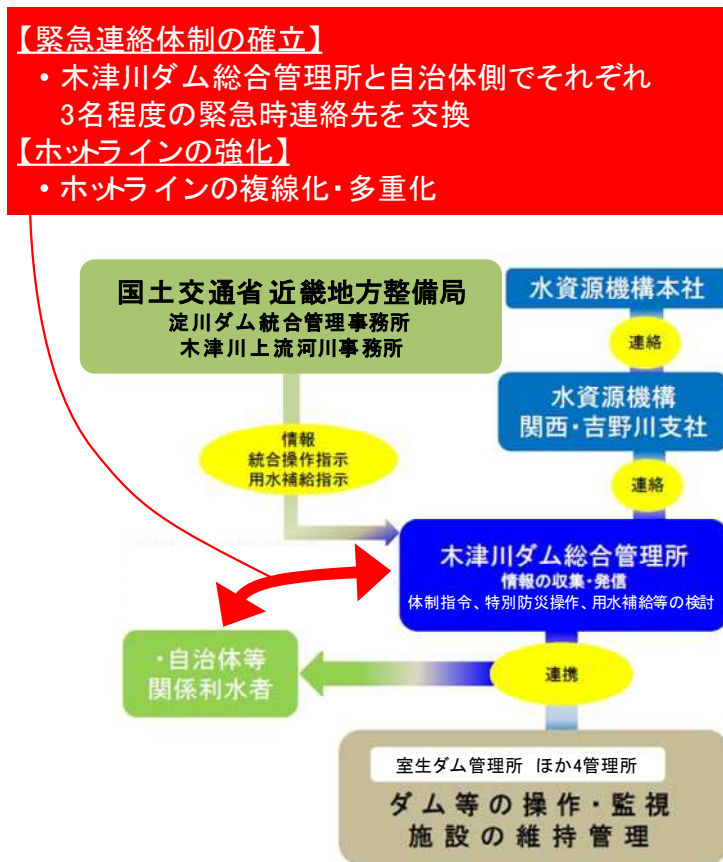 【緊急連絡体制の確立】
・木津川ダム総合管理所と自治体側でそれぞれ
3名程度の緊急時連絡先を交換
【ホットラインの強化】
・ホットラインの複線化・多重化
国土交通省 近畿地方整備局
淀川ダム統合管理事務所
木津川上流河川事務所
水資源機構本社
連絡
水資源機構
関西・吉野川支社
情報
統合操作指示
用水補給指示
連絡
木津川ダム総合管理所
情報の収集・発信
体制指令、特別防災操作、用水補給等の検討
・自治体等
関係利水者
連携
室生ダム管理所 ほか4管理所
ダム等の操作・監視
施設の維持管理